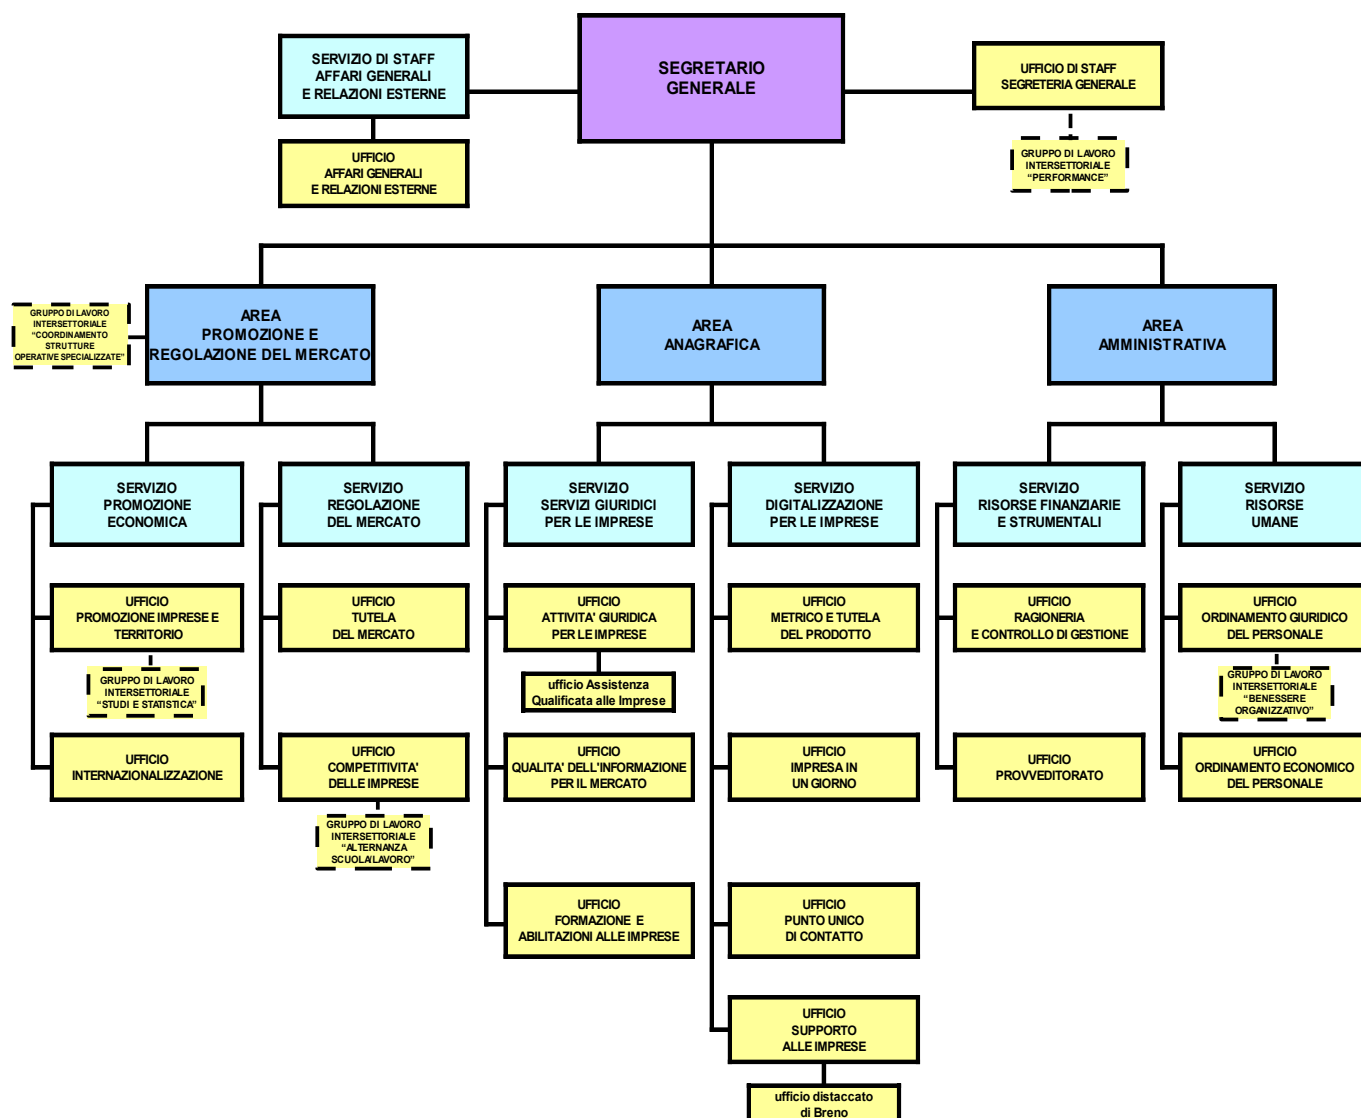 SERVIZIO DI STAFF
AFFARI GENERALI
E RELAZIONI ESTERNE
SEGRETARIO
GENERALE
UFFICIO DI STAFF
SEGRETERIA GENERALE
UFFICIO
AFFARI GENERALI
E RELAZIONI ESTERNE
GRUPPO DI LAVORO
INTERSETTORIALE
“PERFORMANCE”
GRUPPO DI LAVORO
INTERSETTORIALE
“COORDINAMENTO
STRUTTURE
OPERATIVE SPECIALIZZATE”
AREA
PROMOZIONE E
REGOLAZIONE DEL MERCATO
AREA
ANAGRAFICA
AREA
AMMINISTRATIVA
SERVIZIO
PROMOZIONE
ECONOMICA
SERVIZIO
REGOLAZIONE
DEL MERCATO
SERVIZIO
SERVIZI GIURIDICI
PER LE IMPRESE
SERVIZIO
DIGITALIZZAZIONE
PER LE IMPRESE
SERVIZIO
RISORSE FINANZIARIE
E STRUMENTALI
SERVIZIO
RISORSE
UMANE
UFFICIO
PROMOZIONE IMPRESE E
TERRITORIO
UFFICIO
TUTELA
DEL MERCATO
UFFICIO
ATTIVITA' GIURIDICA
PER LE IMPRESE
UFFICIO
METRICO E TUTELA
DEL PRODOTTO
UFFICIO
RAGIONERIA
E CONTROLLO DI GESTIONE
UFFICIO
ORDINAMENTO GIURIDICO
DEL PERSONALE
GRUPPO DI LAVORO
INTERSETTORIALE
“STUDI E STATISTICA”
ufficio Assistenza
Qualificata alle Imprese
GRUPPO DI LAVORO
INTERSETTORIALE
“BENESSERE
ORGANIZZATIVO”
UFFICIO
INTERNAZIONALIZZAZIONE
UFFICIO
COMPETITIVITA'
DELLE IMPRESE
UFFICIO
QUALITA' DELL'INFORMAZIONE
PER IL MERCATO
UFFICIO
IMPRESA IN
UN GIORNO
UFFICIO
PROVVEDITORATO
UFFICIO
ORDINAMENTO ECONOMICO
DEL PERSONALE
GRUPPO DI LAVORO
INTERSETTORIALE
“ALTERNANZA
SCUOLA/LAVORO”
UFFICIO
FORMAZIONE E
ABILITAZIONI ALLE IMPRESE
UFFICIO
PUNTO UNICO
DI CONTATTO
UFFICIO
SUPPORTO
ALLE IMPRESE
ufficio distaccato
di Breno